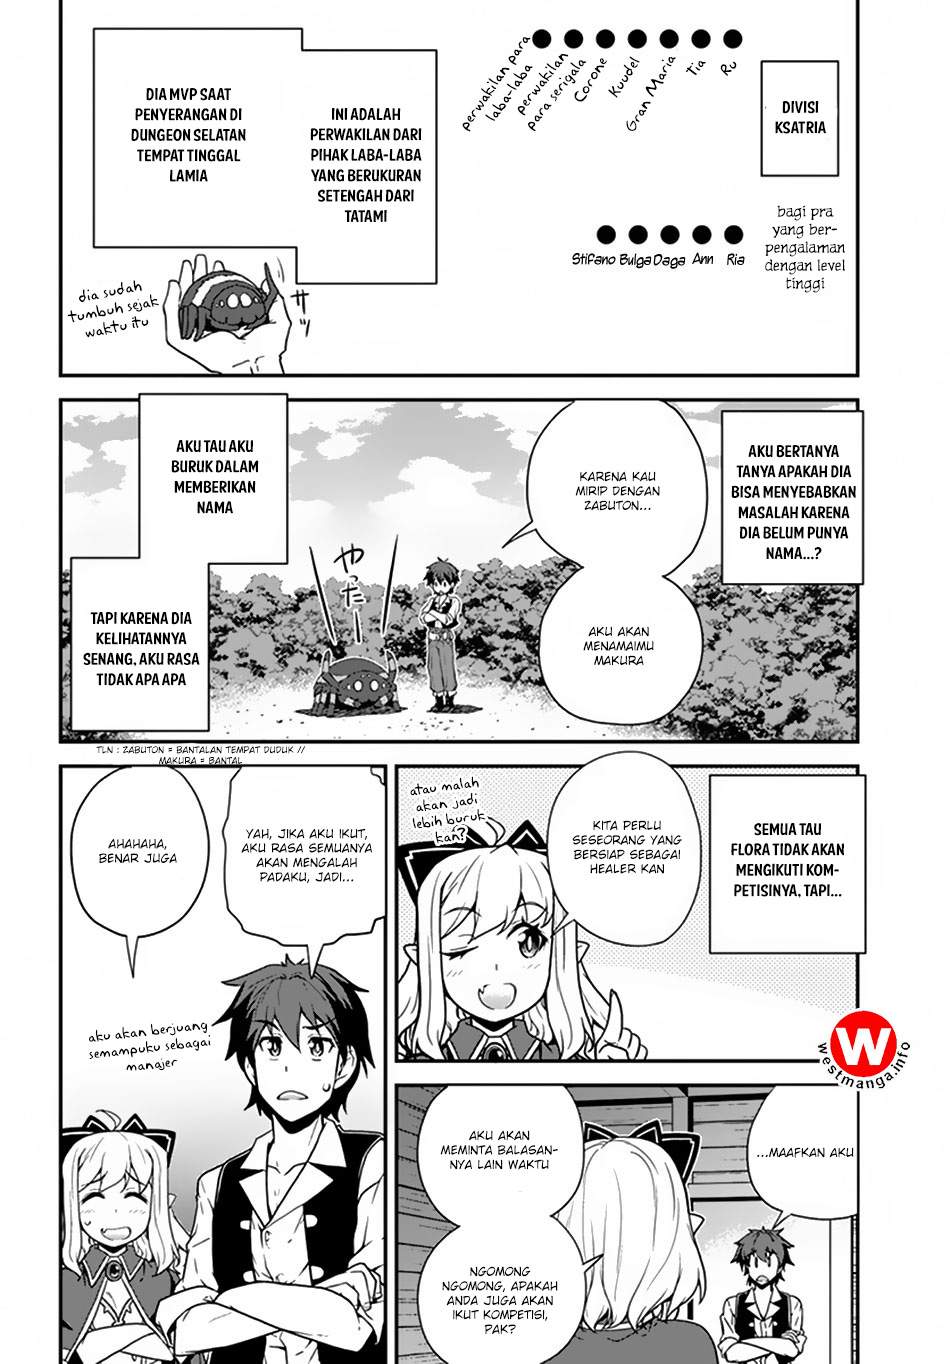 DIVISI
KSATRIA
bagi pra
yang ber-
pengalaman
dengan level
tinggi
Ru
Tia
Gran Maria
Kuudel
Corone
perwakilan
para serigala
perwakilan para
laba-laba
Ria
Ann
Daga
Bulga
Stifano
INI ADALAH
PERWAKILAN DARI
PIHAK LABA-LABA
YANG BERUKURAN
SETENGAH DARI
TATAMI
DIA MVP SAAT
PENYERANGAN DI
DUNGEON SELATAN
TEMPAT TINGGAL
LAMIA
dia sudah
tumbuh sejak
waktu itu
AKU BERTANYA
TANYA APAKAH DIA
BISA MENYEBABKAN
MASALAH KARENA
DIA BELUM PUNYA
NAMA...?
KARENA KAU
MIRIP DENGAN
ZABUTON...
AKU AKAN
MENAMAIMU
MAKURA
やったー
AKU TAU AKU
BURUK DALAM
MEMBERIKAN
NAMA
TAPI KARENA DIA
KELIHATANNYA
SENANG, AKU RASA
TIDAK APA APA
TLN : ZABUTON = BANTALAN TEMPAT DUDUK //
MAKURA = BANTAL
SEMUA TAU
FLORA TIDAK AKAN
MENGIKUTI KOM-
PETISINYA, TAPI...
KITA PERLU
SESEORANG YANG
BERSIAP SEBAGAI
HEALER KAN
atau malah
akan jadi
lebih buruk
kan?
YAH, JIKA AKU IKUT,
AKU RASA SEMUANYA
AKAN MENGALAH
PADAKU, JADI...
AHAHAHA,
BENAR JUGA
aku akan berjuang
semampuku sebagai
manajer
...MAAFKAN AKU
AKU AKAN
MEMINTA BALASAN-
NYA LAIN WAKTU
NGOMONG
NGOMONG, APAKAH
ANDA JUGA AKAN
IKUT KOMPETISI,
PAK?
W
westmanga.info